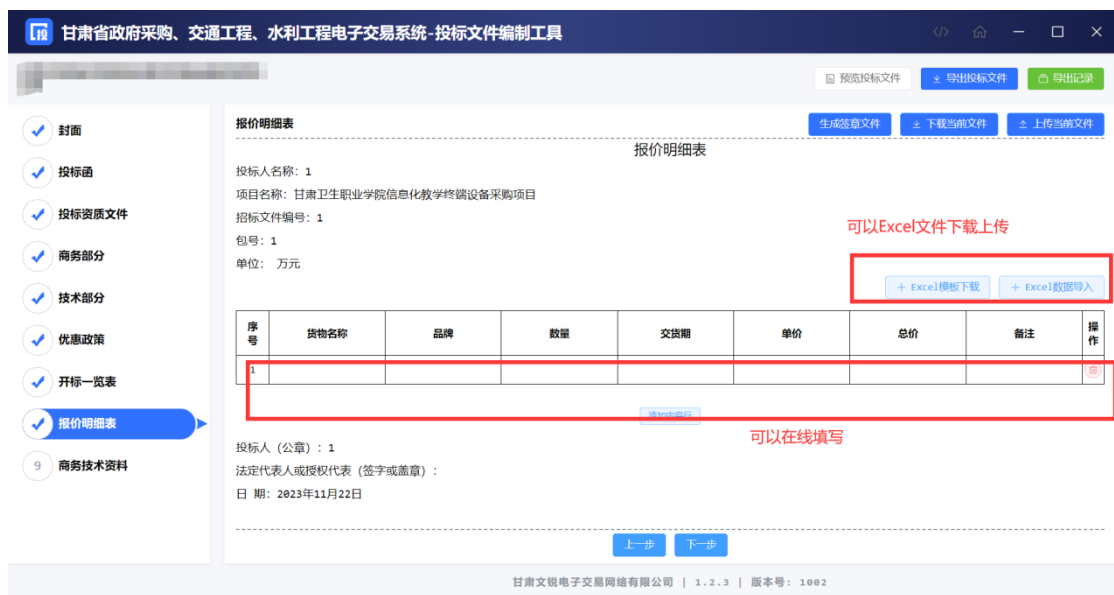 甘肃省政府采购、交通工程、水利工程电子交易系统-投标文件编制工具
预览投标文件 导出投标文件 导出记录
封面
投标函
投标资质文件
商务部分
技术部分
优惠政策
开标一览表
报价明细表
9 商务技术资料
报价明细表 生成签章文件 下载当前文件 上传当前文件
报价明细表
投标人名称：1
项目名称：甘肃卫生职业学院信息化教学终端设备采购项目
招标文件编号：1
包号：1
单位： 万元
可以Excel文件下载上传
+ Excel模板下载 + Excel数据导入
序号 货物名称 品牌 数量 交货期 单价 总价 备注 操作
1
添加内容行
可以在线填写
投标人（公章）：1
法定代表人或授权代表（签字或盖章）：
日 期：2023年11月22日
上一步 下一步
甘肃文锐电子交易网络有限公司 | 1.2.3 | 版本号: 1002